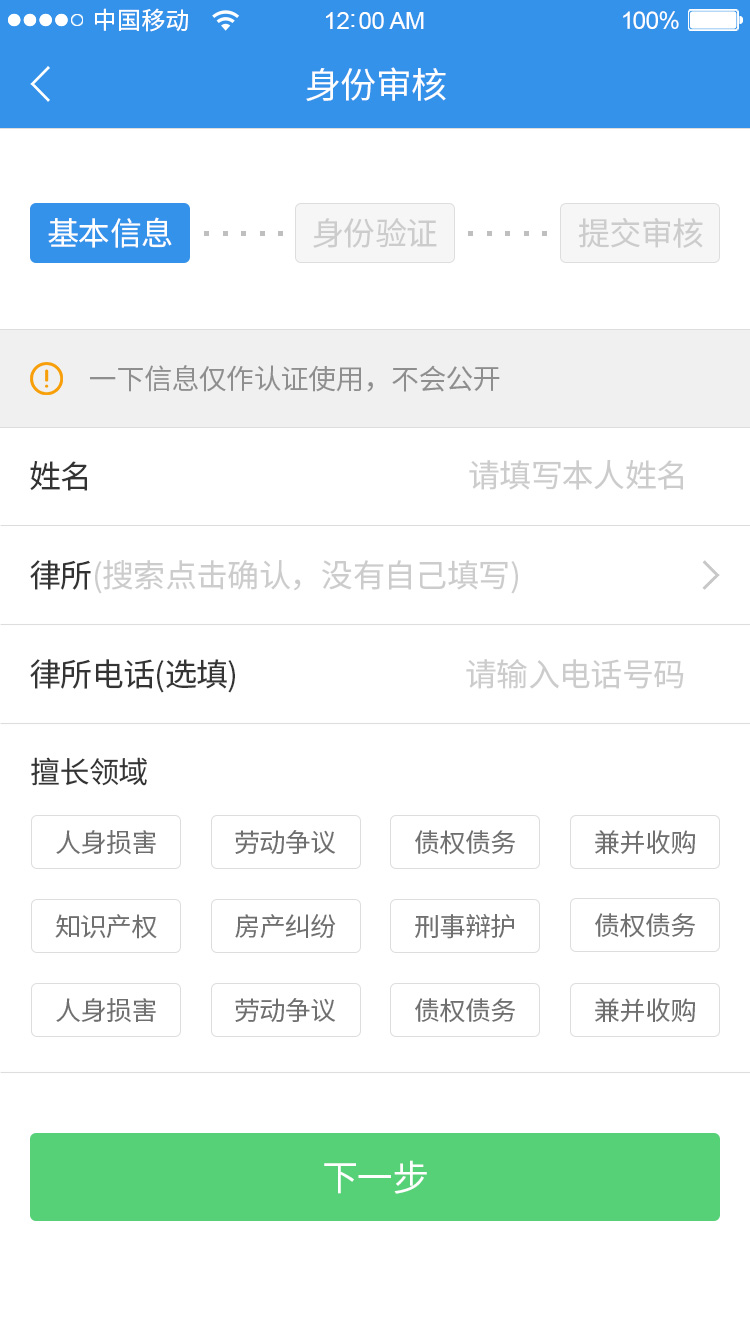 中国移动 12:00 AM 100%
身份审核
基本信息 身份验证 提交审核
一下信息仅作认证使用，不会公开
姓名 请填写本人姓名
律所(搜索点击确认，没有自己填写)
律所电话(选填) 请输入电话号码
擅长领域
人身损害 劳动争议 债权债务 兼并收购
知识产权 房产纠纷 刑事辩护 债权债务
人身损害 劳动争议 债权债务 兼并收购
下一步